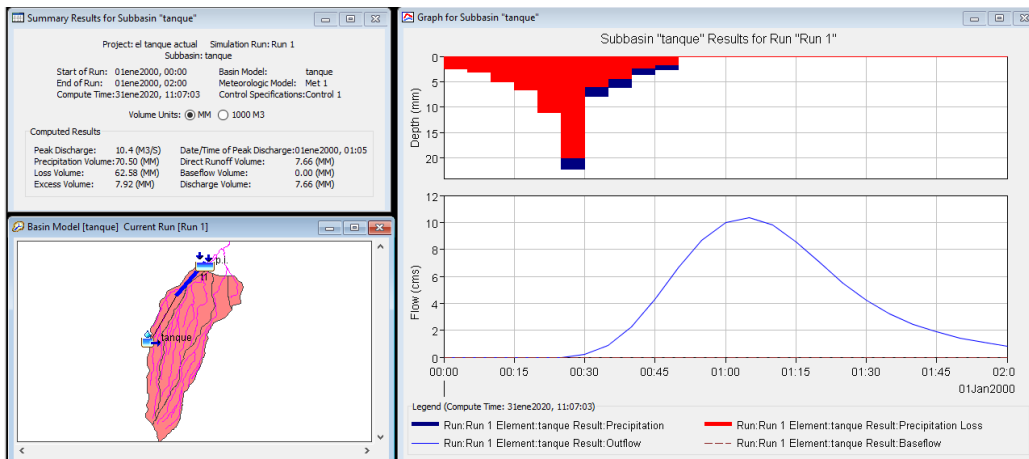 Summary Results for Subbasin "tanque"
Project: el tanque actual Simulation Run: Run 1
Subbasin: tanque
Start of Run: 01ene2000, 00:00 Basin Model: tanque
End of Run: 01ene2000, 02:00 Meteorologic Model: Met 1
Compute Time:31ene2020, 11:07:03 Control Specifications:Control 1
Volume Units: MM 1000 M3
Computed Results
Peak Discharge: 10.4 (M3/S) Date/Time of Peak Discharge:01ene2000, 01:05
Precipitation Volume:70.50 (MM) Direct Runoff Volume: 7.66 (MM)
Loss Volume: 62.58 (MM) Baseflow Volume: 0.00 (MM)
Excess Volume: 7.92 (MM) Discharge Volume: 7.66 (MM)
Basin Model [tanque] Current Run [Run 1]
p.i.
tanque
Graph for Subbasin "tanque"
Subbasin "tanque" Results for Run "Run 1"
Depth (mm)
0
5
10
15
20
Flow (cms)
12
10
8
6
4
2
0
00:00 00:15 00:30 00:45 01:00 01:15 01:30 01:45 02:0
01Jan2000
Legend (Compute Time: 31ene2020, 11:07:03)
Run:Run 1 Element:tanque Result:Precipitation Run:Run 1 Element:tanque Result:Precipitation Loss
Run:Run 1 Element:tanque Result:Outflow Run:Run 1 Element:tanque Result:Baseflow